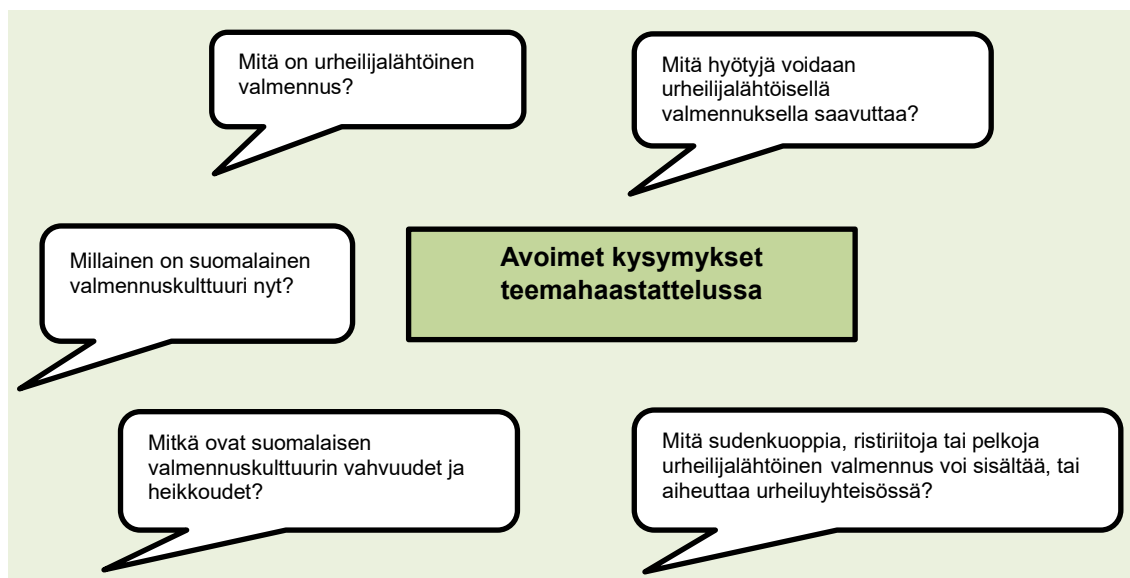 Mitä on urheilijalähtöinen
valmennus?
Mitä hyötyjä voidaan
urheilijalähtöisellä
valmennuksella saavuttaa?
Millainen on suomalainen
valmennuskulttuuri nyt?
Avoimet kysymykset
teemahaastattelussa
Mitkä ovat suomalaisen
valmennuskulttuurin vahvuudet ja
heikkoudet?
Mitä sudenkuoppia, ristiriitoja tai pelkoja
urheilijalähtöinen valmennus voi sisältää, tai
aiheuttaa urheiluyhteisössä?